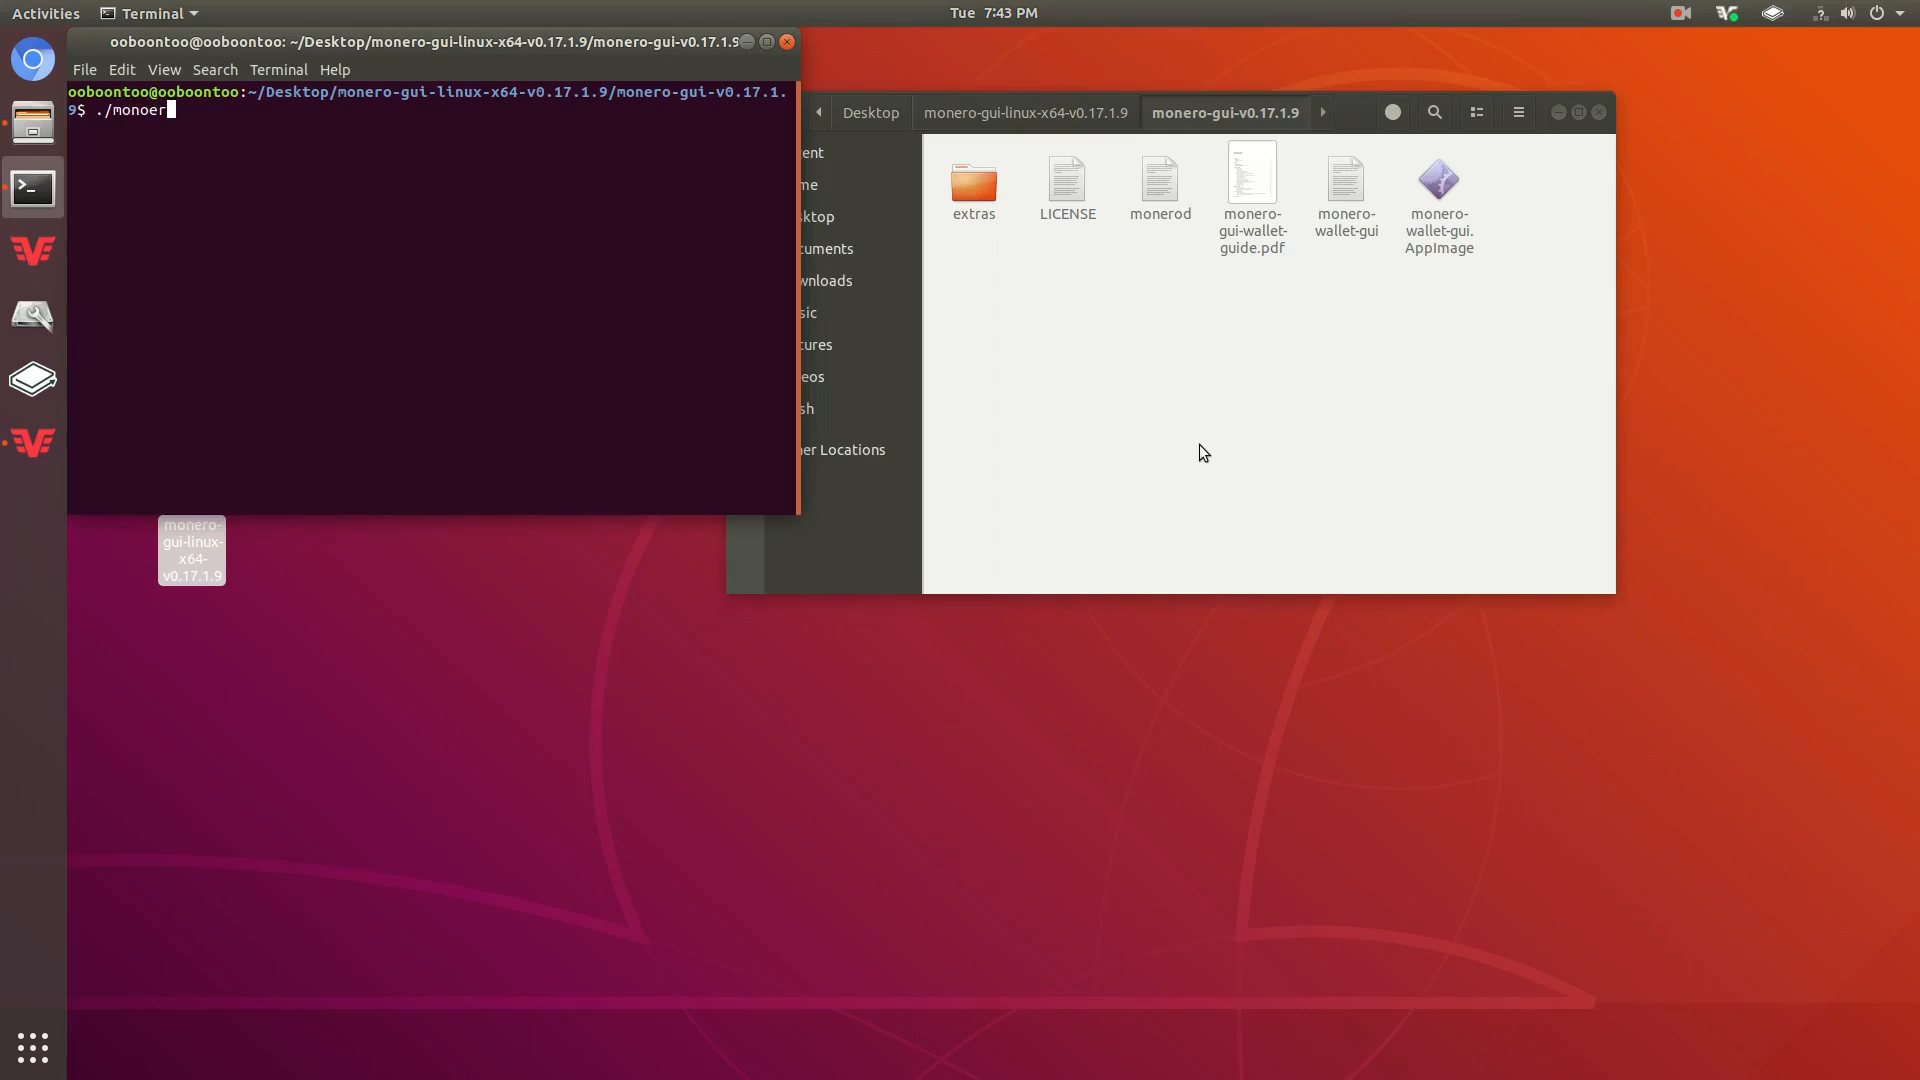 Activities
Terminal
Tue 7:43 PM
ooboontoo@ooboontoo: ~/Desktop/monero-gui-linux-x64-v0.17.1.9/monero-gui-v0.17.1.9
File Edit View Search Terminal Help
ooboontoo@ooboontoo:~/Desktop/monero-gui-linux-x64-v0.17.1.9/monero-gui-v0.17.1.
9$ ./monoer
Desktop
monero-gui-linux-x64-v0.17.1.9
monero-gui-v0.17.1.9
ent
me
sktop
cuments
wnloads
sic
tures
eos
sh
er Locations
extras
LICENSE
monerod
monero-
gui-wallet-
guide.pdf
monero-
wallet-gui
monero-
wallet-gui.
AppImage
monero-
gui-linux-
x64-
v0.17.1.9